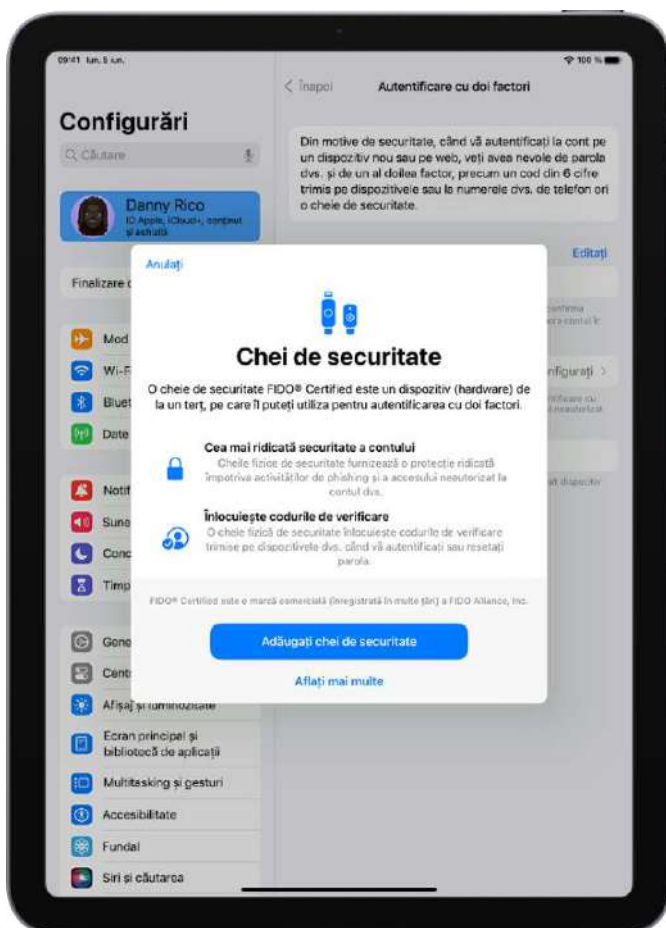 09:41 lun. 5 iun.
100 %
Înapoi
Autentificare cu doi factori
Configurări
Căutare
Din motive de securitate, când vă autentificați la cont pe
un dispozitiv nou sau pe web, veți avea nevoie de parola
dvs. și de un al doilea factor, precum un cod din 6 cifre
trimis pe dispozitivele sau la numerele dvs. de telefon ori
o cheie de securitate.
Danny Rico
ID Apple, iCloud+, conținut
și achiziții
Editați
Anulați
Finalizare
Chei de securitate
O cheie de securitate FIDO® Certified este un dispozitiv (hardware) de
la un terț, pe care îl puteți utiliza pentru autentificarea cu doi factori.
Cea mai ridicată securitate a contului
Cheile fizice de securitate furnizează o protecție ridicată
împotriva activităților de phishing și a accesului neautorizat la
contul dvs.
Înlocuiește codurile de verificare
O cheie fizică de securitate înlocuiește codurile de verificare
trimise pe dispozitivele dvs. când vă autentificați sau resetați
parola.
FIDO® Certified este o marcă comercială (înregistrată în multe țări) a FIDO Alliance, Inc.
Adăugați chei de securitate
Aflați mai multe
Mod
Wi-F
Bluet
Date
Notif
Sune
Conc
Timp
Gene
Cent
Afișaj și luminozitate
Ecran principal și
bibliotecă de aplicații
Multitasking și gesturi
Accesibilitate
Fundal
Siri și căutarea